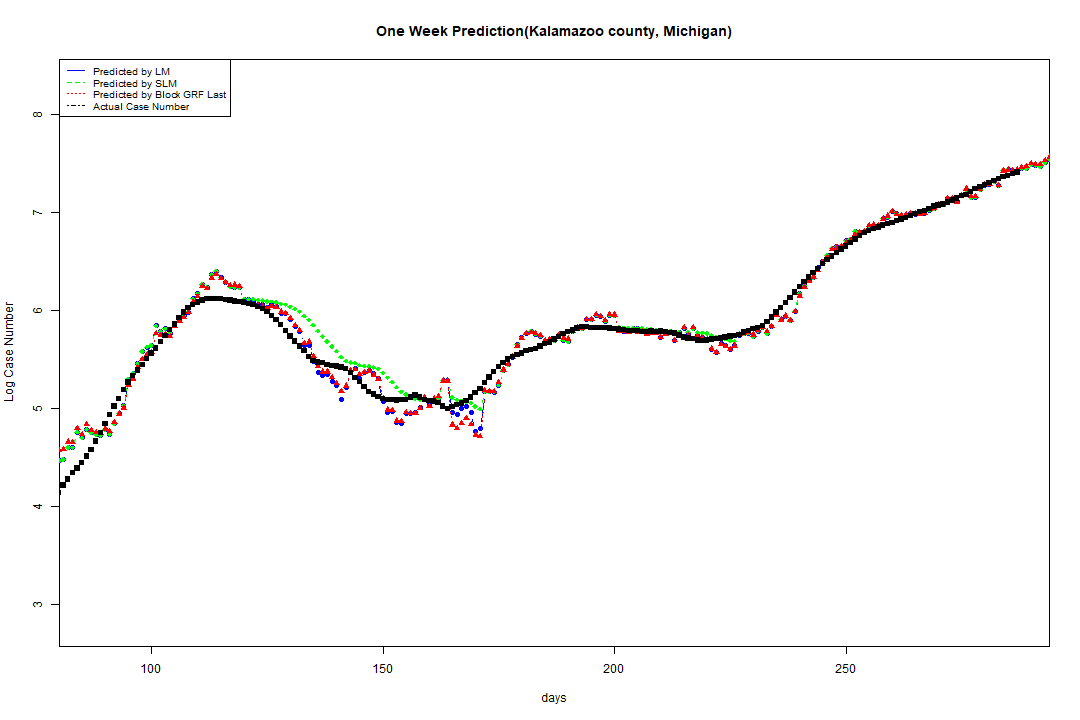 One Week Prediction(Kalamazoo county, Michigan)
Predicted by LM
Predicted by SLM
Predicted by Block GRF Last
Actual Case Number
8
7
6
5
4
3
Log Case Number
100 150 200 250
days